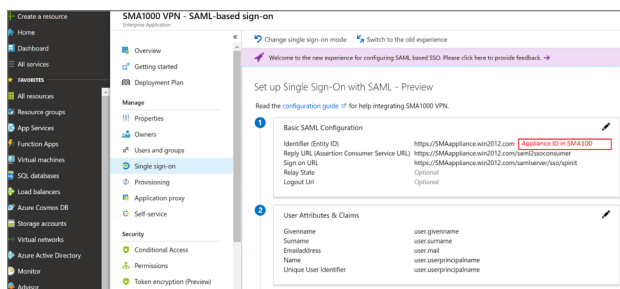 Create a resource
Home
Dashboard
All services
FAVORITES
All resources
Resource groups
App Services
Function Apps
Virtual machines
SQL databases
Load balancers
Azure Cosmos DB
Storage accounts
Virtual networks
Azure Active Directory
Monitor
Advisor
SMA1000 VPN - SAML-based sign-on
Enterprise Application
«
Overview
Getting started
Deployment Plan
Manage
Properties
Owners
Users and groups
Single sign-on
Provisioning
Application proxy
Self-service
Security
Conditional Access
Permissions
Token encryption (Preview)
Change single sign-on mode Switch to the old experience
Welcome to the new experience for configuring SAML based SSO. Please click here to provide feedback. →
Set up Single Sign-On with SAML - Preview
Read the configuration guide for help integrating SMA1000 VPN.
1
Basic SAML Configuration
Identifier (Entity ID) https://SMAappliance.win2012.com Appliance ID in SMA100
Reply URL (Assertion Consumer Service URL) https://SMAappliance.win2012.com/saml2ssoconsumer
Sign on URL https://SMAappliance.win2012.com/samlserver/sso/spinit
Relay State Optional
Logout Url Optional
2
User Attributes & Claims
Givenname user.givenname
Surname user.surname
Emailaddress user.mail
Name user.userprincipalname
Unique User Identifier user.userprincipalname